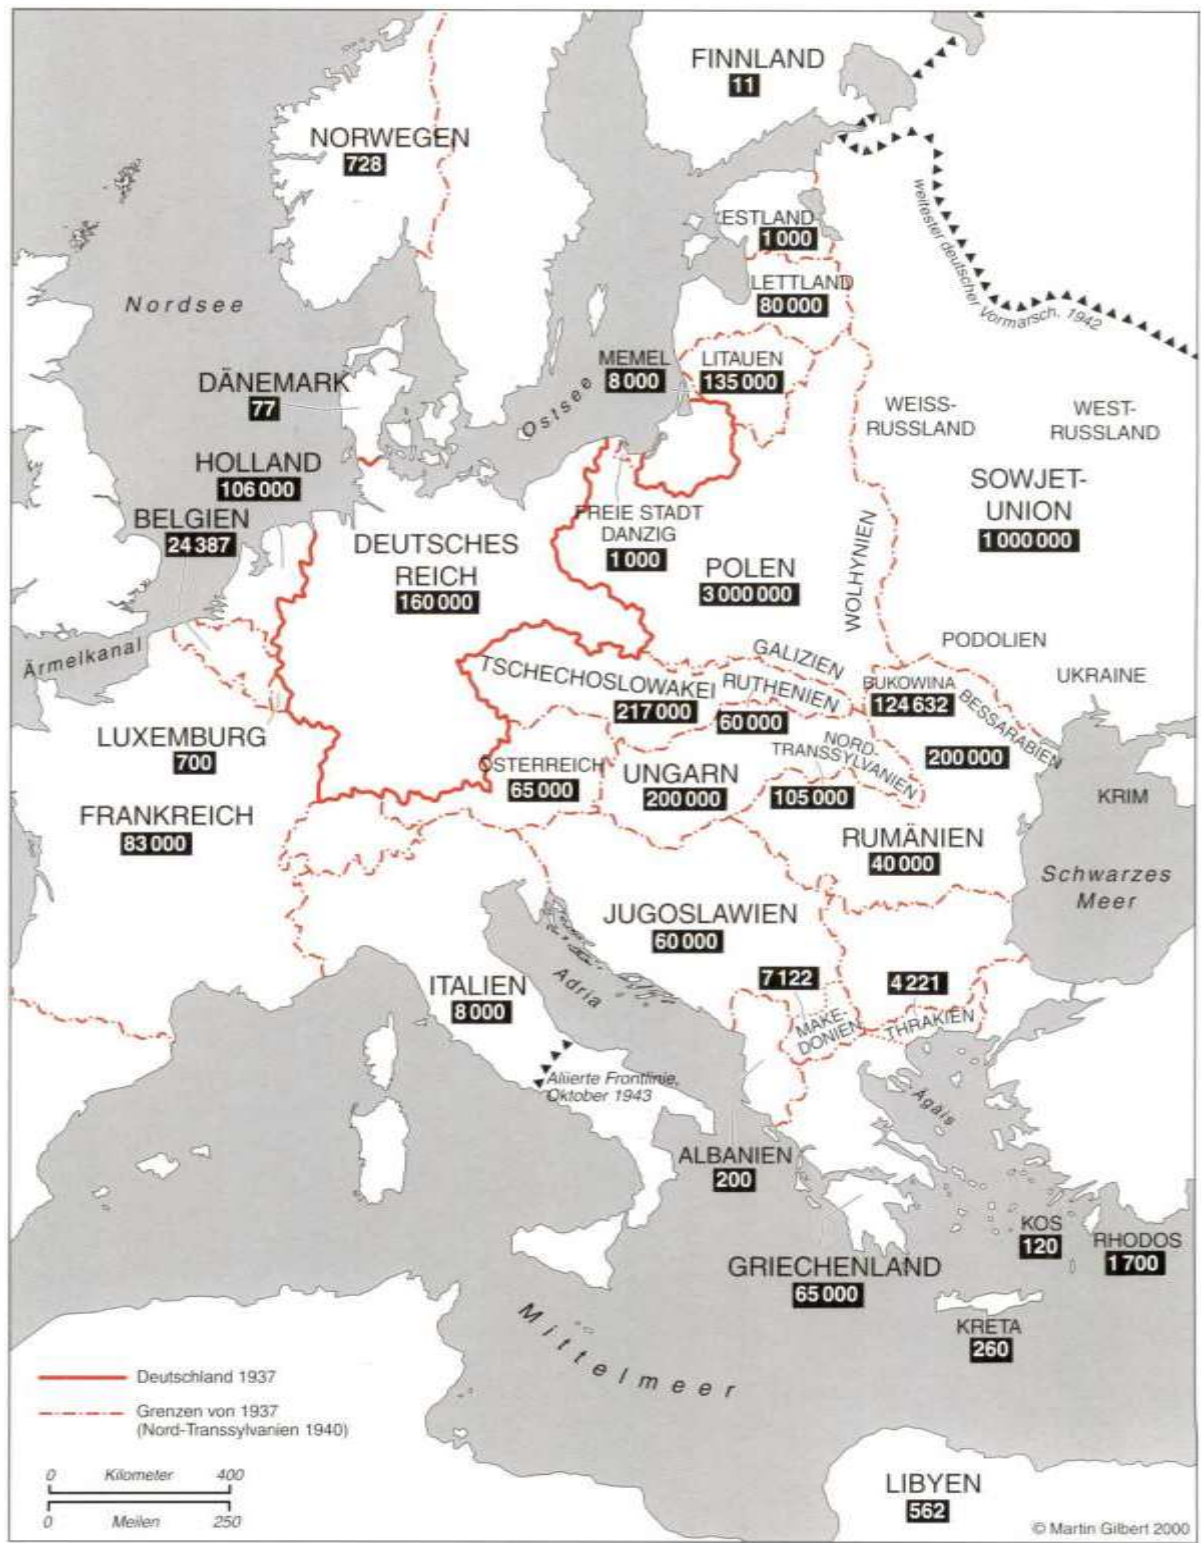 FINNLAND
11
NORWEGEN
728
ESTLAND
1 000
LETTLAND
80 000
weitester deutscher Vormarsch, 1942
Nordsee
MEMEL
8 000
LITAUEN
135 000
DÄNEMARK
77
Ostsee
WEISS-
RUSSLAND
WEST-
RUSSLAND
HOLLAND
106 000
SOWJET-
UNION
1 000 000
BELGIEN
24 387
FREIE STADT
DANZIG
1 000
DEUTSCHES
REICH
160 000
POLEN
3 000 000
WOLHYNIEN
Ärmelkanal
GALIZIEN
PODOLIEN
TSCHECHOSLOWAKEI
217 000
RUTHENIEN
60 000
BUKOWINA
124 632
UKRAINE
BESSARABIEN
200 000
LUXEMBURG
700
ÖSTERREICH
65 000
UNGARN
200 000
NORD-
TRANSSYLVANIEN
105 000
KRIM
FRANKREICH
83 000
RUMÄNIEN
40 000
Schwarzes
Meer
JUGOSLAWIEN
60 000
7 122
4 221
ITALIEN
8 000
Adria
MAKE-
DONIEN
THRAKIEN
Aliierte Frontlinie,
Oktober 1943
Ägäis
ALBANIEN
200
KOS
120
RHODOS
1 700
GRIECHENLAND
65 000
KRETA
260
Mittelmeer
Deutschland 1937
Grenzen von 1937
(Nord-Transsylvanien 1940)
0 Kilometer 400
0 Meilen 250
LIBYEN
562
© Martin Gilbert 2000